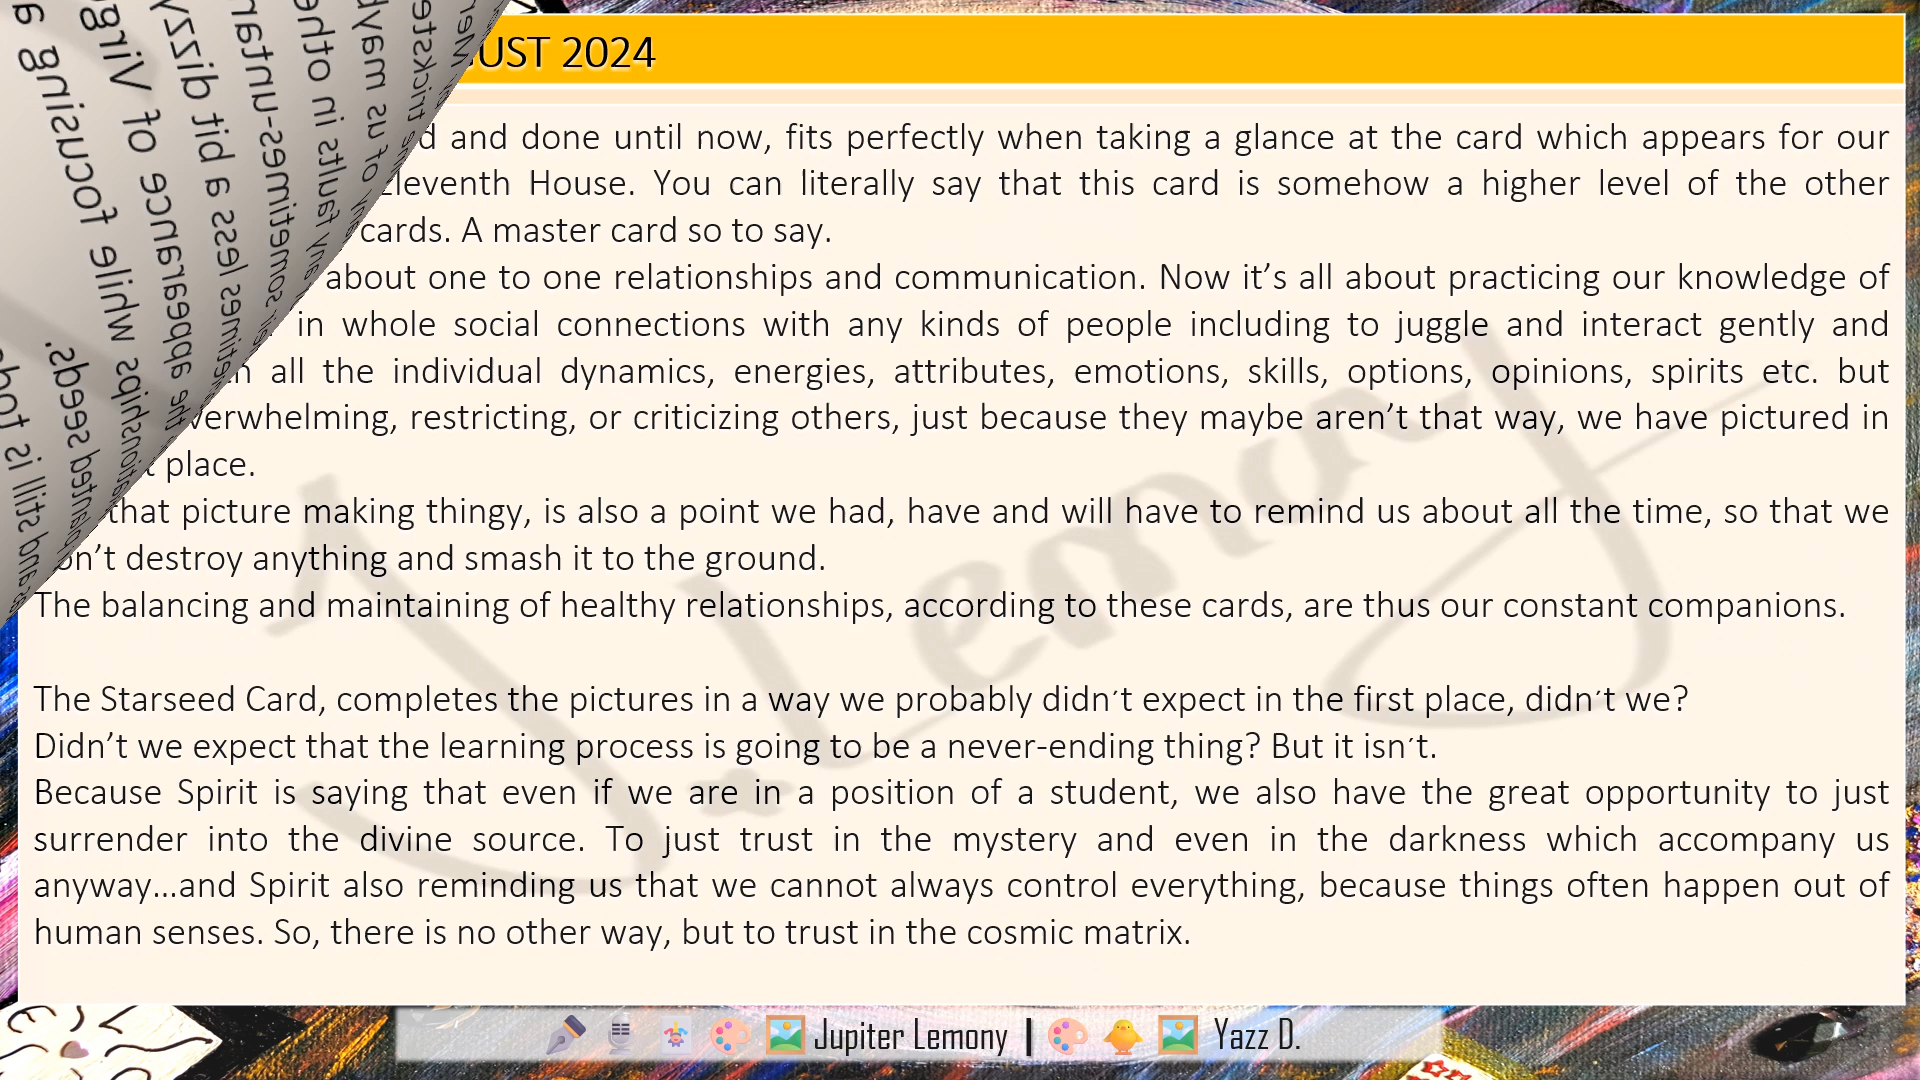 UST 2024
and done until now, fits perfectly when taking a glance at the card which appears for our
Eleventh House. You can literally say that this card is somehow a higher level of the other
cards. A master card so to say.
about one to one relationships and communication. Now it’s all about practicing our knowledge of
in whole social connections with any kinds of people including to juggle and interact gently and
all the individual dynamics, energies, attributes, emotions, skills, options, opinions, spirits etc. but
overwhelming, restricting, or criticizing others, just because they maybe aren’t that way, we have pictured in
place.
that picture making thingy, is also a point we had, have and will have to remind us about all the time, so that we
don’t destroy anything and smash it to the ground.
The balancing and maintaining of healthy relationships, according to these cards, are thus our constant companions.
The Starseed Card, completes the pictures in a way we probably didn´t expect in the first place, didn´t we?
Didn’t we expect that the learning process is going to be a never-ending thing? But it isn´t.
Because Spirit is saying that even if we are in a position of a student, we also have the great opportunity to just
surrender into the divine source. To just trust in the mystery and even in the darkness which accompany us
anyway…and Spirit also reminding us that we cannot always control everything, because things often happen out of
human senses. So, there is no other way, but to trust in the cosmic matrix.
J. Lemony
Jupiter Lemony | Yazz D.